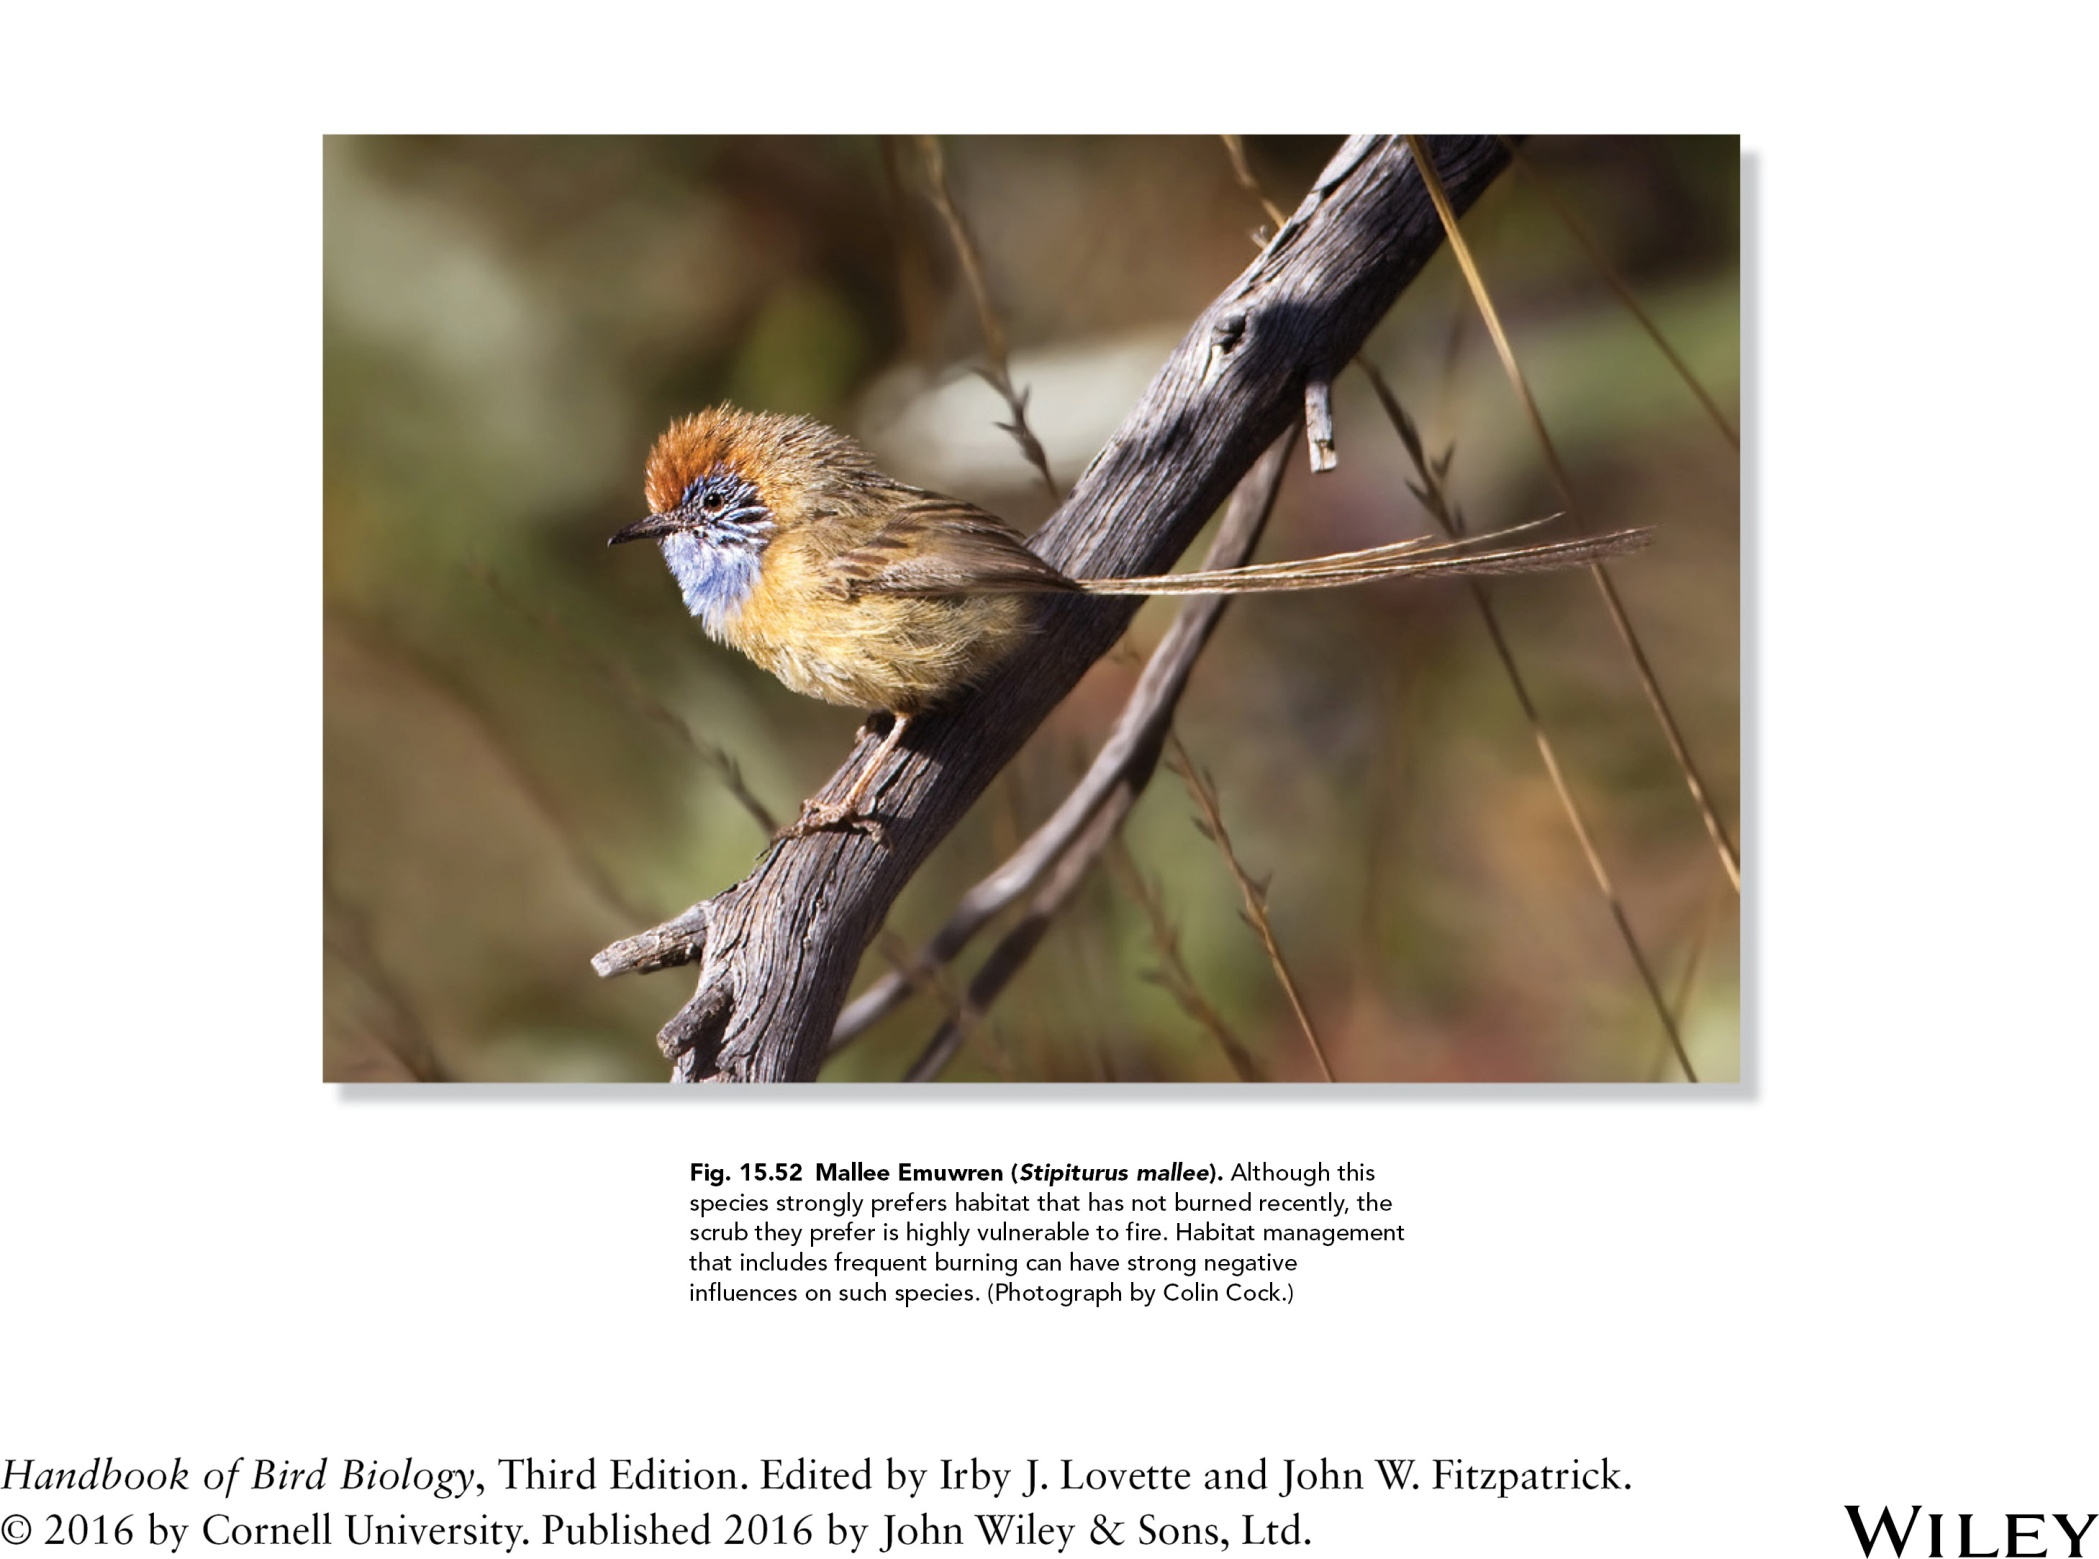 Fig. 15.52 Mallee Emuwren (Stipiturus mallee). Although this
species strongly prefers habitat that has not burned recently, the
scrub they prefer is highly vulnerable to fire. Habitat management
that includes frequent burning can have strong negative
influences on such species. (Photograph by Colin Cock.)
Handbook of Bird Biology, Third Edition. Edited by Irby J. Lovette and John W. Fitzpatrick.
© 2016 by Cornell University. Published 2016 by John Wiley & Sons, Ltd.
WILEY